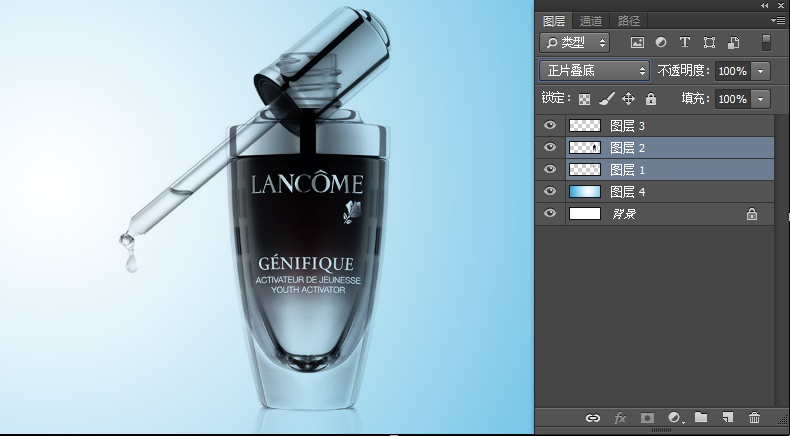 LANCÔME
GÉNIFIQUE
ACTIVATEUR DE JEUNESSE
YOUTH ACTIVATOR
图层 通道 路径
类型
正片叠底 不透明度: 100%
锁定: 填充: 100%
图层 3
图层 2
图层 1
图层 4
背景
fx